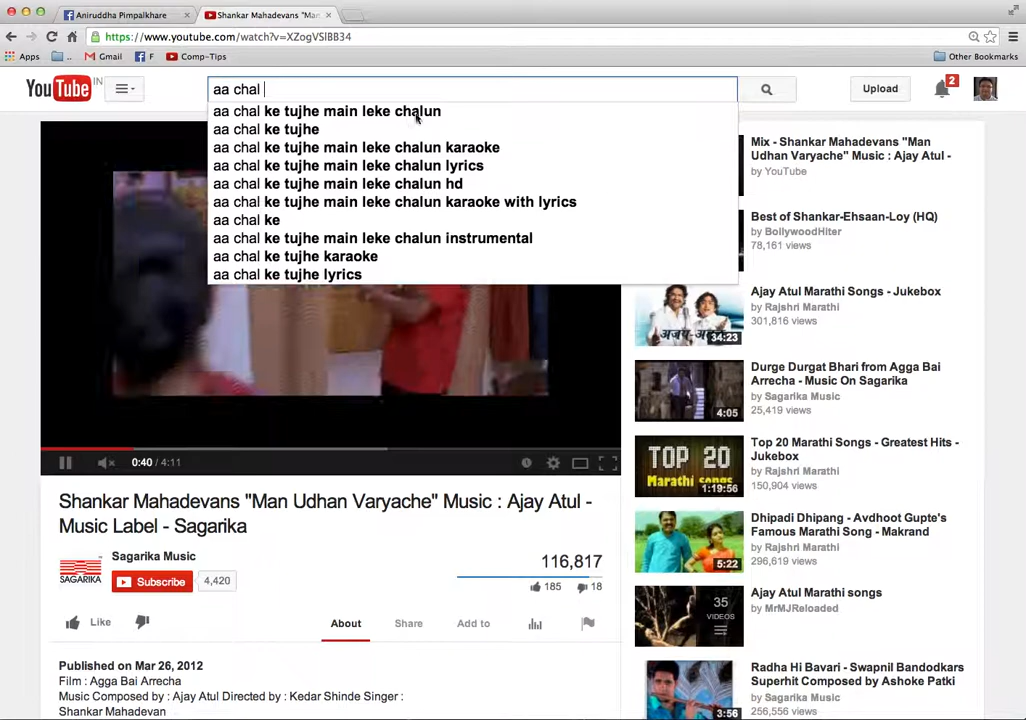 Aniruddha Pimpalkhare
Shankar Mahadevans "Man
https://www.youtube.com/watch?v=XZogVSlBB34
Apps
..
Gmail
F
Comp-Tips
Other Bookmarks
YouTube IN
aa chal
Upload
2
aa chal ke tujhe main leke chalun
aa chal ke tujhe
aa chal ke tujhe main leke chalun karaoke
aa chal ke tujhe main leke chalun lyrics
aa chal ke tujhe main leke chalun hd
aa chal ke tujhe main leke chalun karaoke with lyrics
aa chal ke
aa chal ke tujhe main leke chalun instrumental
aa chal ke tujhe karaoke
aa chal ke tujhe lyrics
0:40 / 4:11
Shankar Mahadevans "Man Udhan Varyache" Music : Ajay Atul -
Music Label - Sagarika
SAGARIKA
Sagarika Music
Subscribe
4,420
116,817
185
18
Like
About
Share
Add to
Published on Mar 26, 2012
Film : Agga Bai Arrecha
Music Composed by : Ajay Atul Directed by : Kedar Shinde Singer :
Shankar Mahadevan
Mix - Shankar Mahadevans "Man
Udhan Varyache" Music : Ajay Atul -
by YouTube
Best of Shankar-Ehsaan-Loy (HQ)
by BollywoodHiter
78,161 views
अजय-अतुल
34:23
Ajay Atul Marathi Songs - Jukebox
by Rajshri Marathi
301,816 views
4:05
Durge Durgat Bhari from Agga Bai
Arrecha - Music On Sagarika
by Sagarika Music
25,419 views
TOP 20
Marathi songs
1:19:56
Top 20 Marathi Songs - Greatest Hits -
Jukebox
by Rajshri Marathi
150,904 views
5:22
Dhipadi Dhipang - Avdhoot Gupte's
Famous Marathi Song - Makrand
by Rajshri Marathi
296,619 views
35
VIDEOS
Ajay Atul Marathi songs
by MrMJReloaded
3:56
Radha Hi Bavari - Swapnil Bandodkars
Superhit Composed by Ashoke Patki
by Sagarika Music
256,556 views